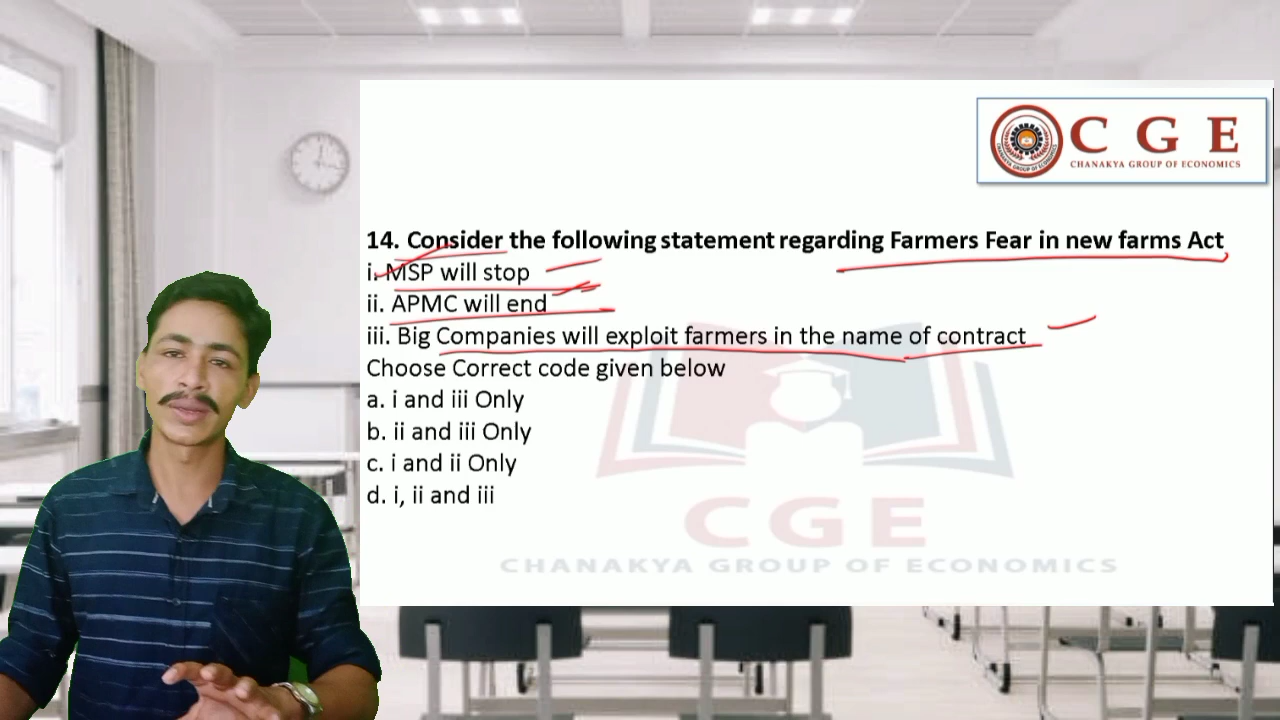 C G E
CHANAKYA GROUP OF ECONOMICS
14. Consider the following statement regarding Farmers Fear in new farms Act
i. MSP will stop
ii. APMC will end
iii. Big Companies will exploit farmers in the name of contract
Choose Correct code given below
a. i and iii Only
b. ii and iii Only
c. i and ii Only
d. i, ii and iii
CGE
CHANAKYA GROUP OF ECONOMICS